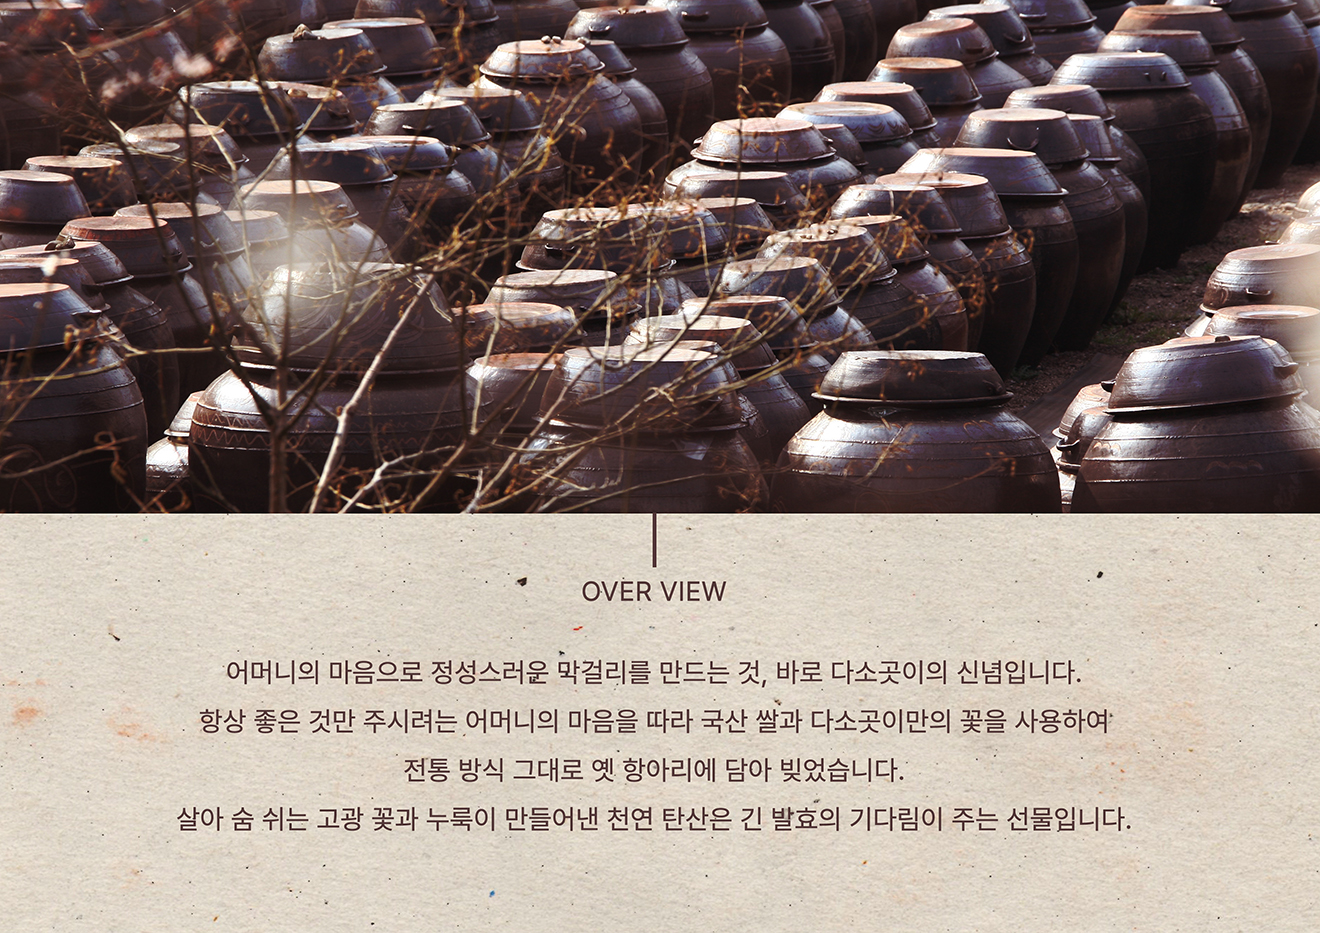 OVER VIEW
어머니의 마음으로 정성스러운 막걸리를 만드는 것, 바로 다소곳이의 신념입니다.
항상 좋은 것만 주시려는 어머니의 마음을 따라 국산 쌀과 다소곳이만의 꽃을 사용하여
전통 방식 그대로 옛 항아리에 담아 빚었습니다.
살아 숨 쉬는 고광 꽃과 누룩이 만들어낸 천연 탄산은 긴 발효의 기다림이 주는 선물입니다.